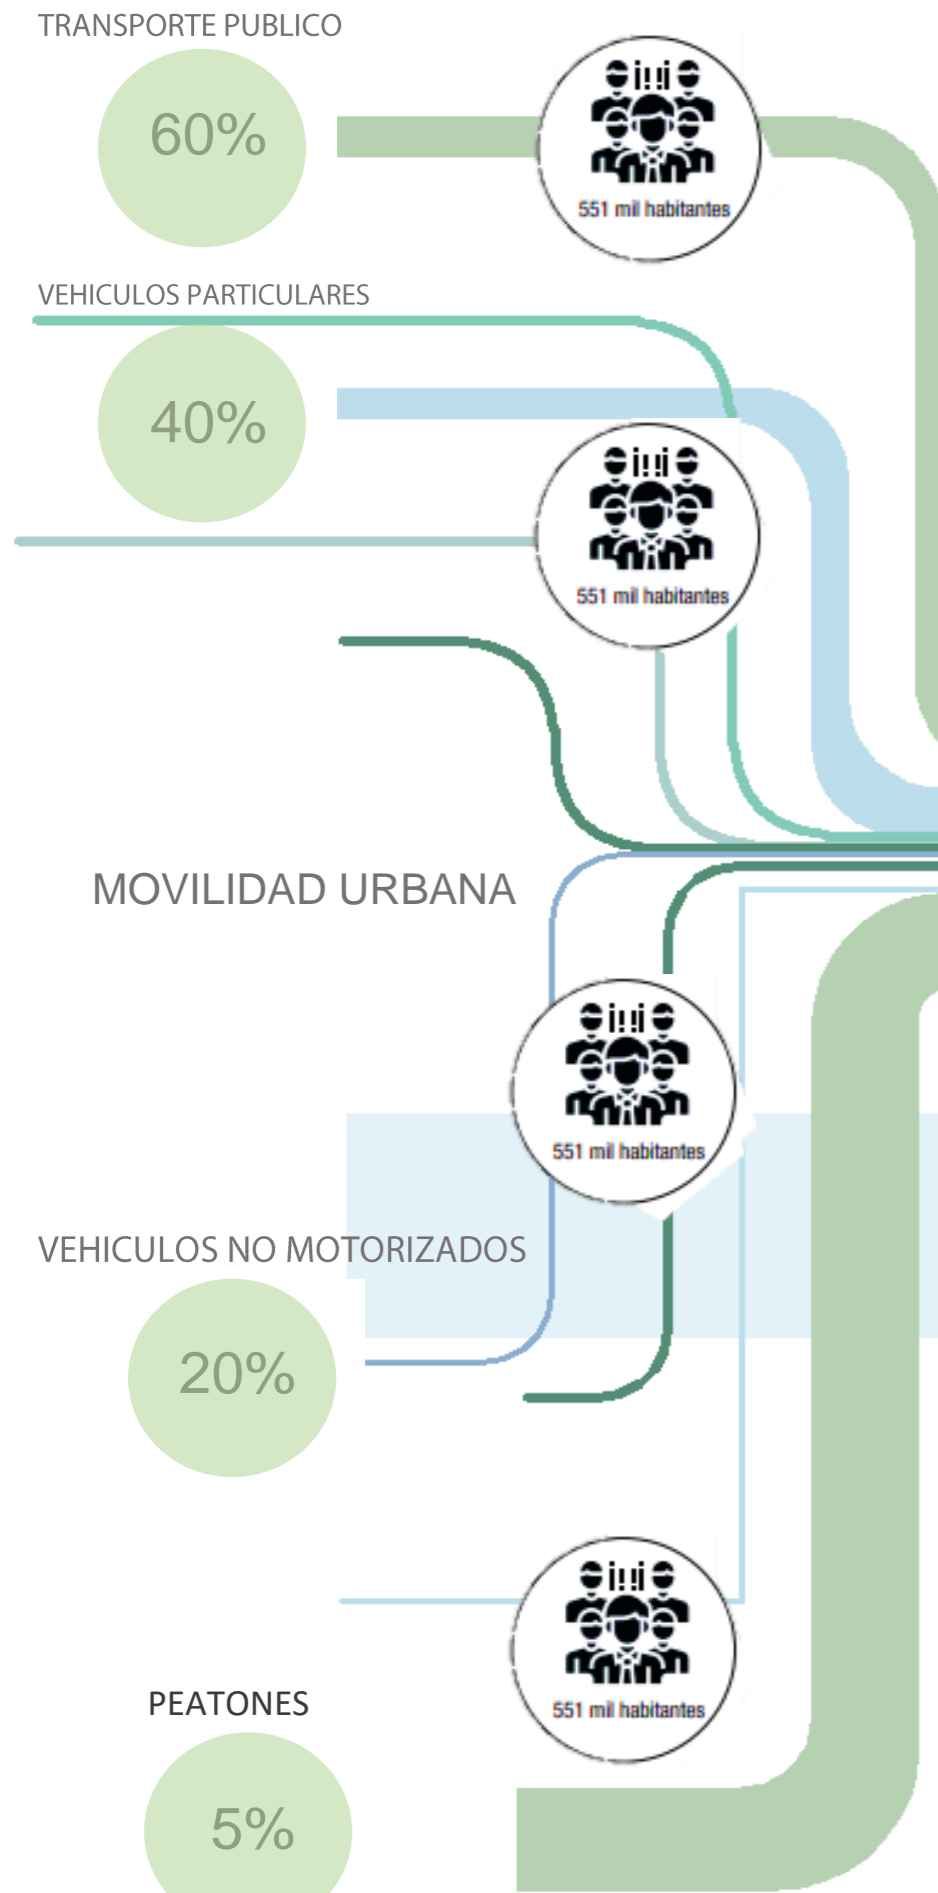 TRANSPORTE PUBLICO
60%
551 mil habitantes
VEHICULOS PARTICULARES
40%
551 mil habitantes
MOVILIDAD URBANA
551 mil habitantes
VEHICULOS NO MOTORIZADOS
20%
551 mil habitantes
PEATONES
5%